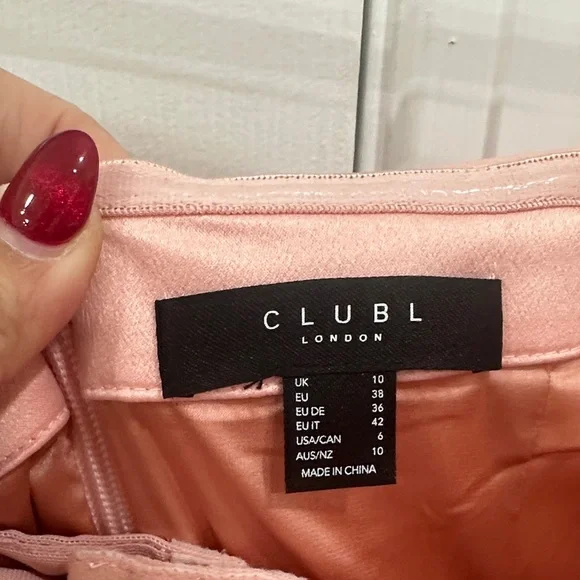 CLUBL
LONDON
UK 10
EU 38
EU DE 36
EU IT 42
USA/CAN 6
AUS/NZ 10
MADE IN CHINA